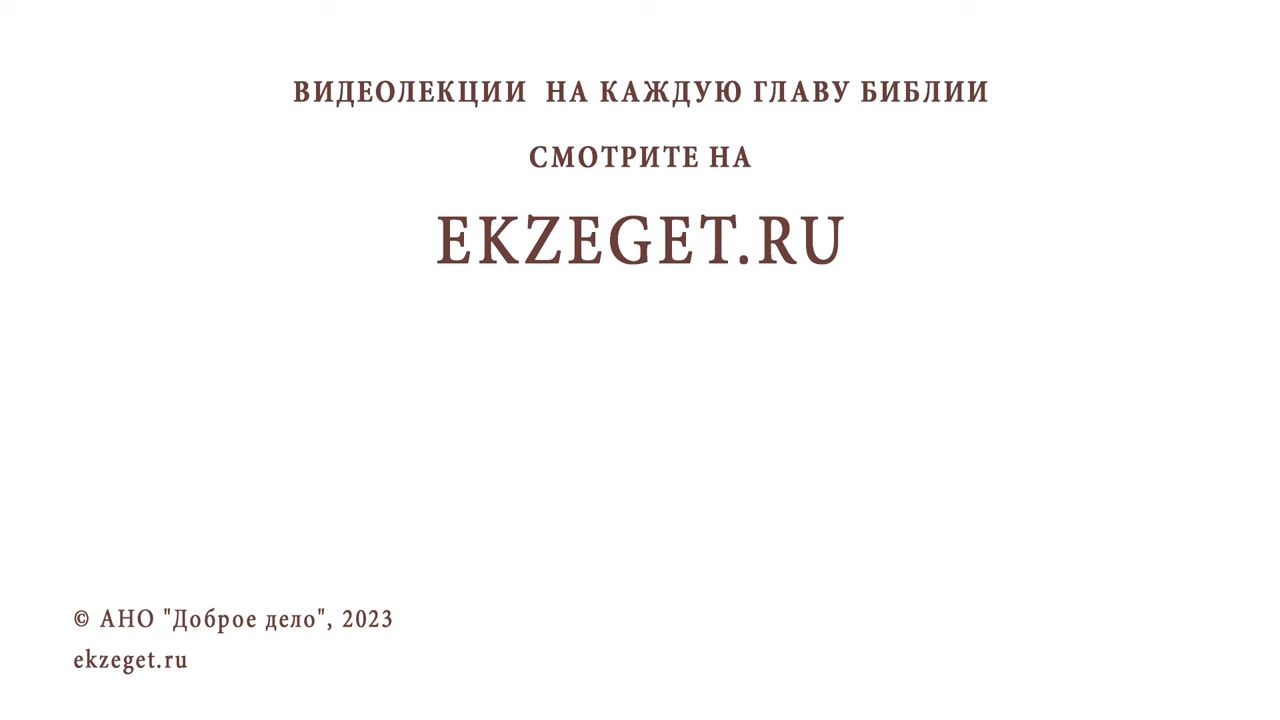 ВИДЕОЛЕКЦИИ НА КАЖДУЮ ГЛАВУ БИБЛИИ
СМОТРИТЕ НА
EKZEGET.RU
© АНО "Доброе дело", 2023
ekzeget.ru